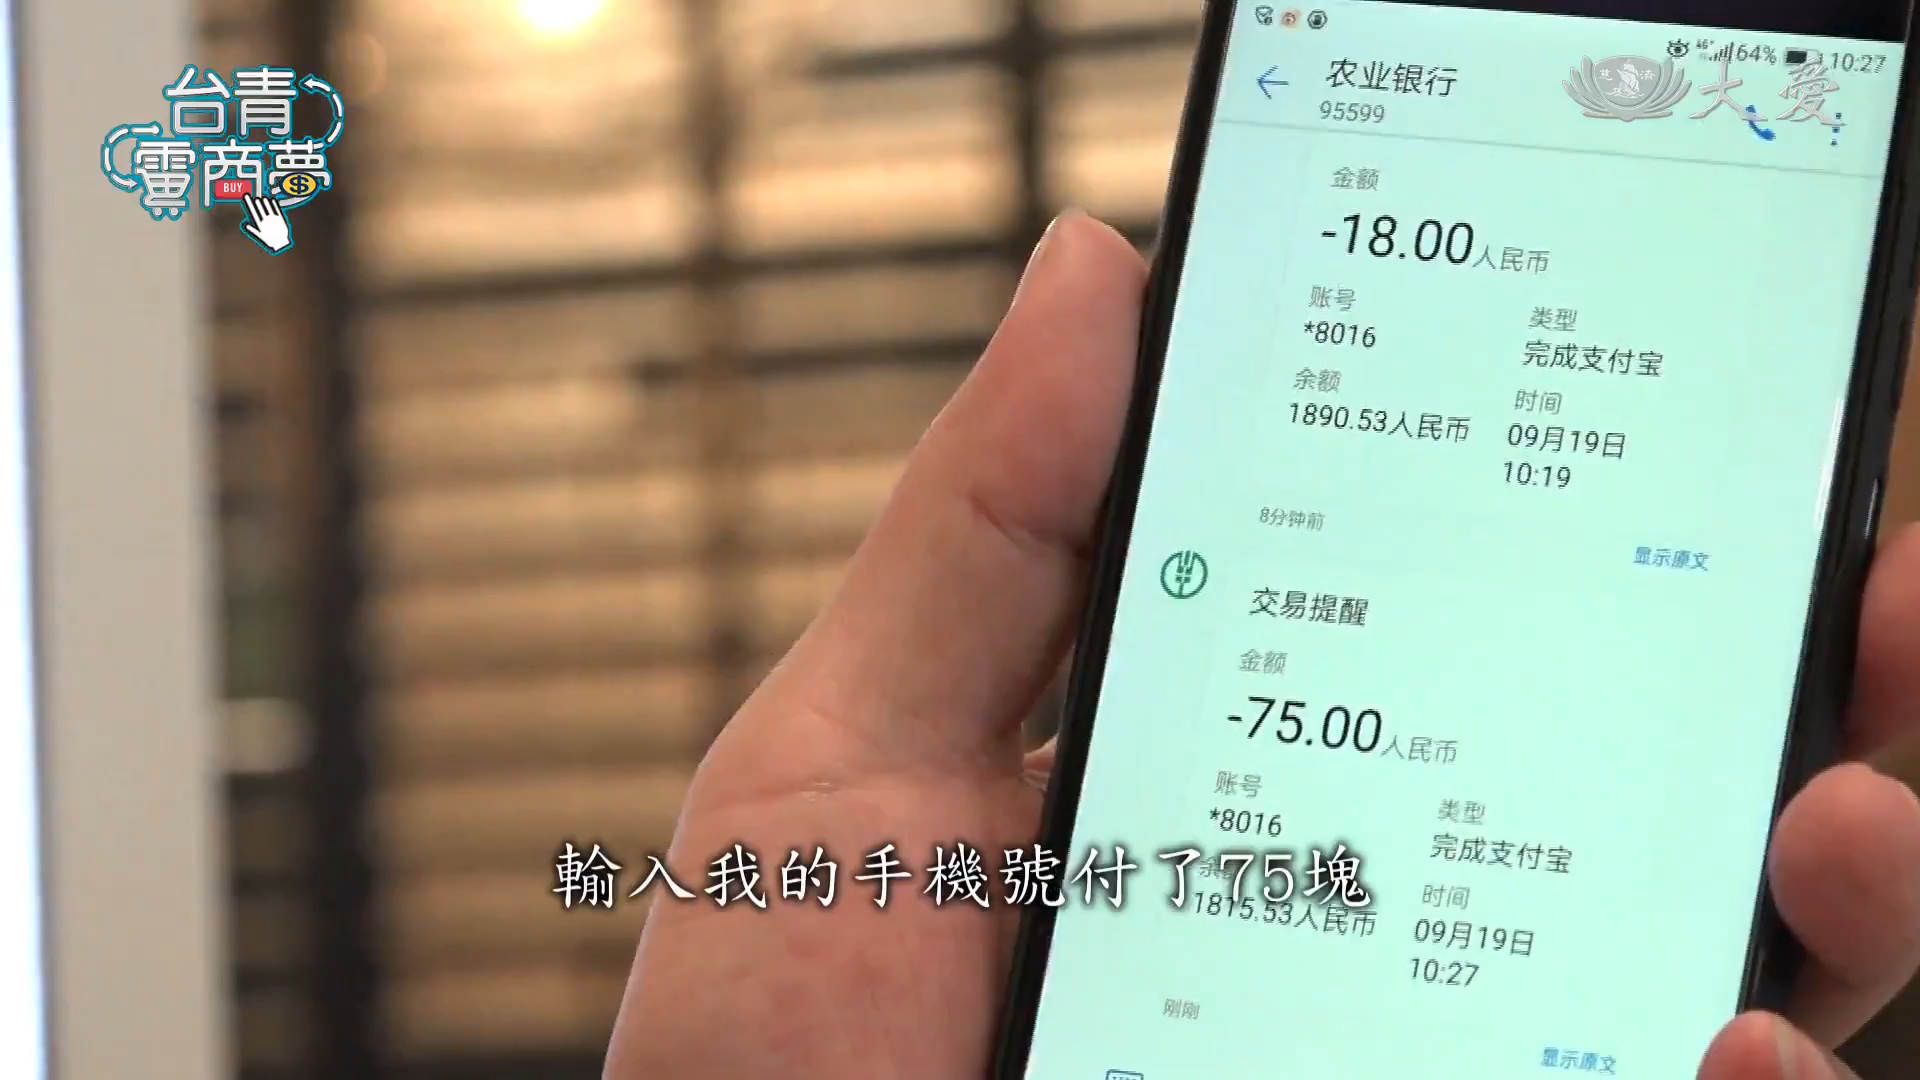 台青
電商夢
BUY
$
慈 濟
大愛
4G 64% 10:27
农业银行
95599
金额
-18.00人民币
账号
*8016
类型
完成支付宝
余额
1890.53人民币
时间
09月19日
10:19
8分钟前
显示原文
交易提醒
金额
-75.00人民币
账号
*8016
类型
完成支付宝
余额
1815.53人民币
时间
09月19日
10:27
刚刚
显示原文
輸入我的手機號付了75塊